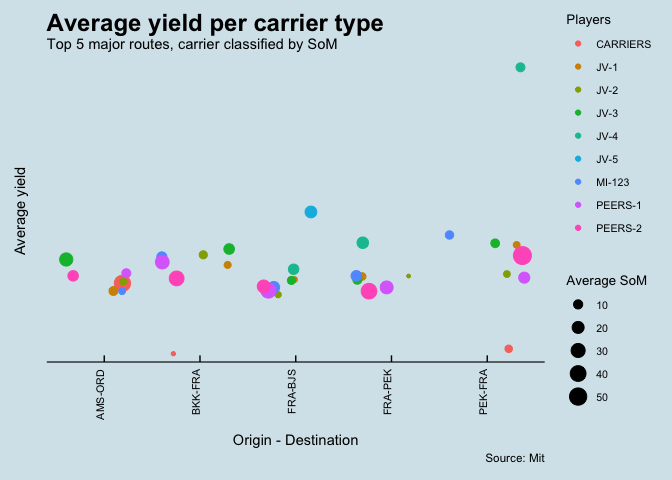 Average yield per carrier type
Top 5 major routes, carrier classified by SoM
Average yield
AMS-ORD
BKK-FRA
FRA-BJS
FRA-PEK
PEK-FRA
Origin - Destination
Source: Mit
Players
CARRIERS
JV-1
JV-2
JV-3
JV-4
JV-5
MI-123
PEERS-1
PEERS-2
Average SoM
10
20
30
40
50